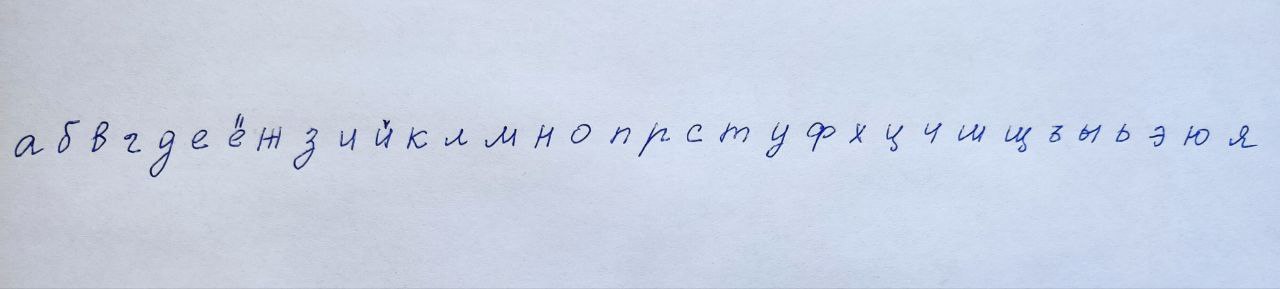 а б в г д е ё ж з и й к л м н о п р с т у ф х ц ч ш щ ъ ы ь э ю я